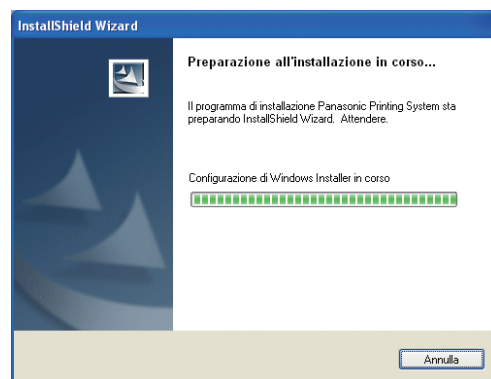 InstallShield Wizard
Preparazione all'installazione in corso...
Il programma di installazione Panasonic Printing System sta
preparando InstallShield Wizard. Attendere.
Configurazione di Windows Installer in corso
Annulla